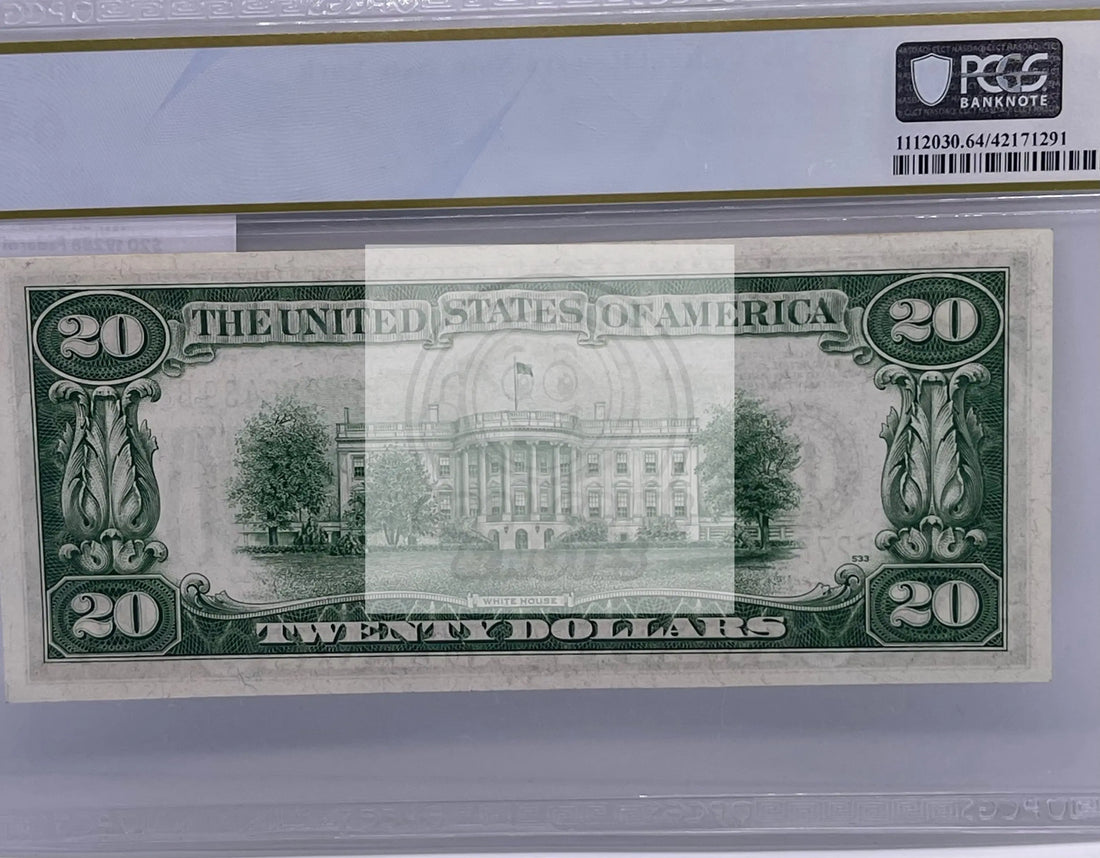 PCGS
BANKNOTE
1112030.64/42171291
20 THE UNITED STATES OF AMERICA 20
533
20 WHITE HOUSE 20
TWENTY DOLLARS